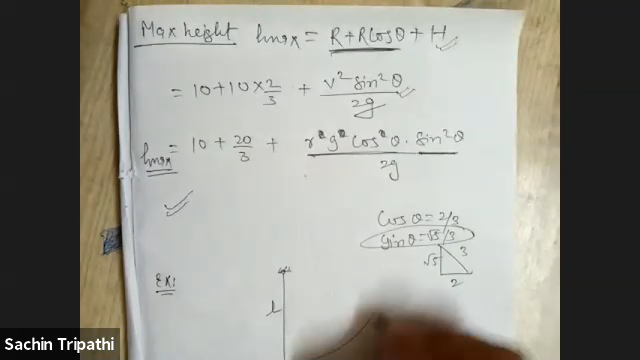 Max height hmax = R + R Cos θ + H
= 10 + 10 × 2/3 + v² Sin² θ / 2g
hmax = 10 + 20/3 + r² g² Cos² θ . Sin² θ / 2g
Cos θ = 2/3
Sin θ = √5/3
√5 3
2
Ex:
l
Sachin Tripathi